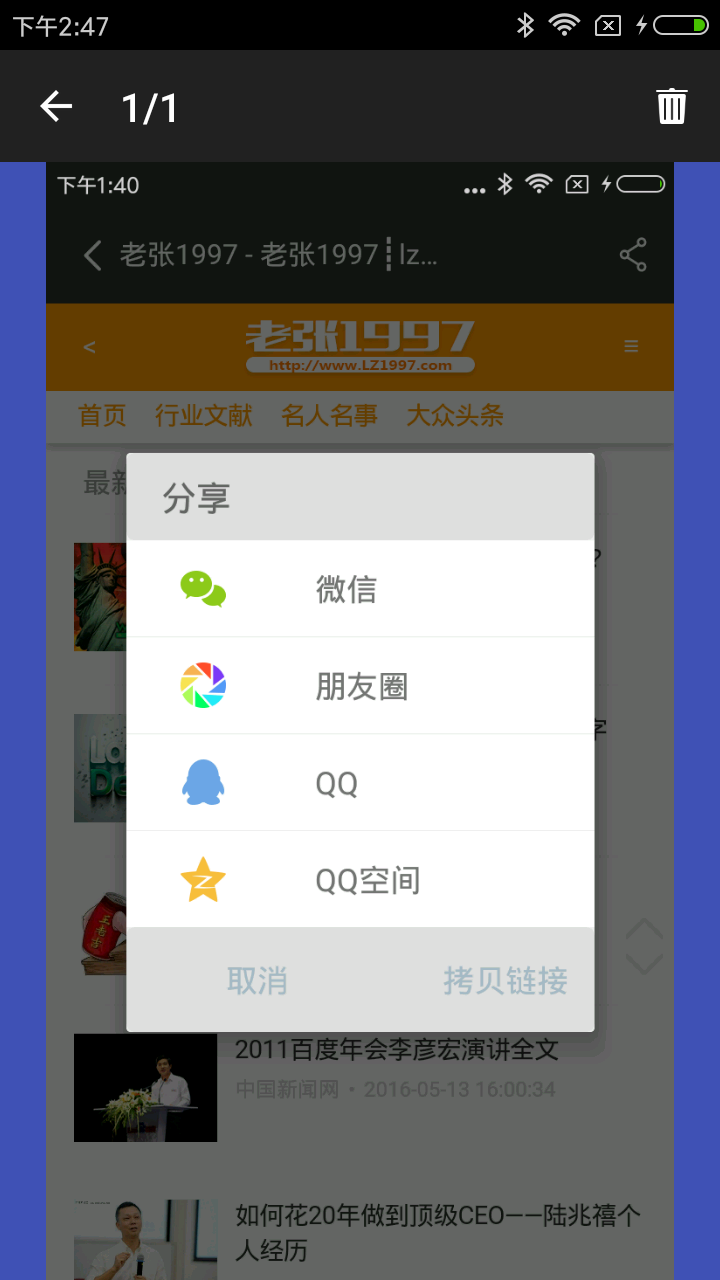 下午2:47
1/1
下午1:40
老张1997 - 老张1997┆lz...
老张1997
http://www.LZ1997.com
首页 行业文献 名人名事 大众头条
最新
分享
?
微信
朋友圈
字
QQ
QQ空间
取消 拷贝链接
2011百度年会李彦宏演讲全文
中国新闻网 • 2016-05-13 16:00:34
如何花20年做到顶级CEO——陆兆禧个
人经历